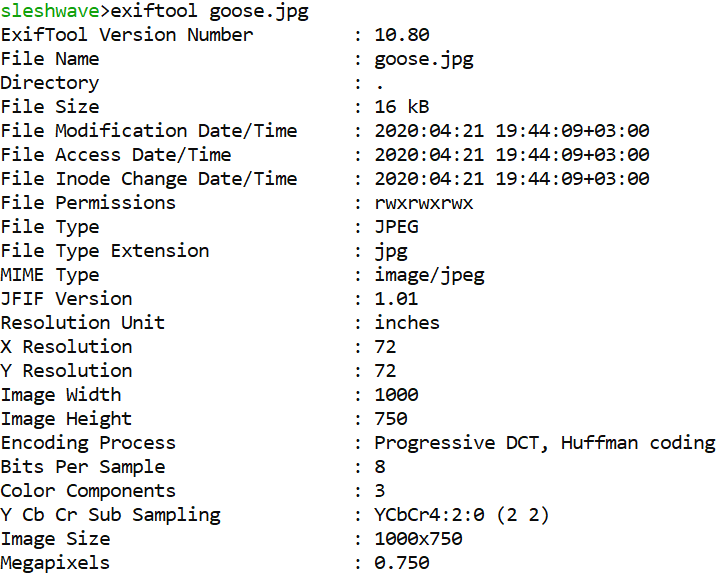 sleshwave>exiftool goose.jpg
ExifTool Version Number : 10.80
File Name : goose.jpg
Directory : .
File Size : 16 kB
File Modification Date/Time : 2020:04:21 19:44:09+03:00
File Access Date/Time : 2020:04:21 19:44:09+03:00
File Inode Change Date/Time : 2020:04:21 19:44:09+03:00
File Permissions : rwxrwxrwx
File Type : JPEG
File Type Extension : jpg
MIME Type : image/jpeg
JFIF Version : 1.01
Resolution Unit : inches
X Resolution : 72
Y Resolution : 72
Image Width : 1000
Image Height : 750
Encoding Process : Progressive DCT, Huffman coding
Bits Per Sample : 8
Color Components : 3
Y Cb Cr Sub Sampling : YCbCr4:2:0 (2 2)
Image Size : 1000x750
Megapixels : 0.750